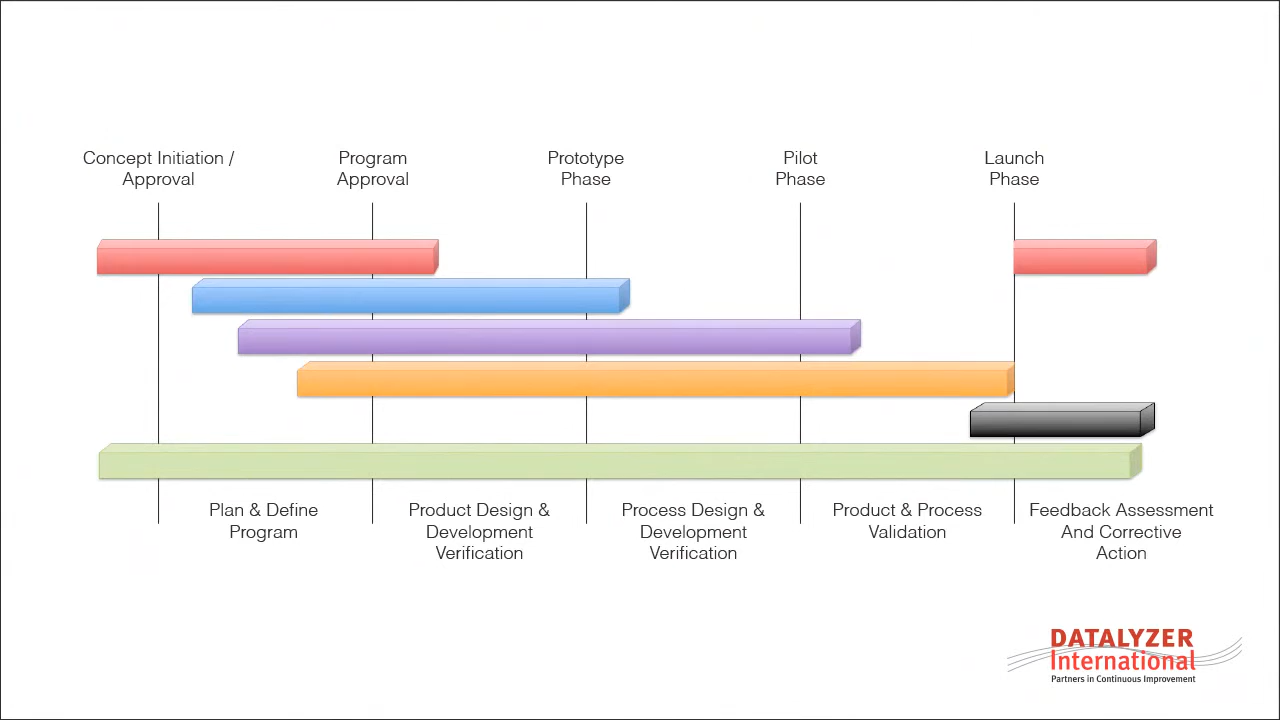 Concept Initiation /
Approval
Program
Approval
Prototype
Phase
Pilot
Phase
Launch
Phase
Plan & Define
Program
Product Design &
Development
Verification
Process Design &
Development
Verification
Product & Process
Validation
Feedback Assessment
And Corrective
Action
DATALYZER
International
Partners in Continuous Improvement